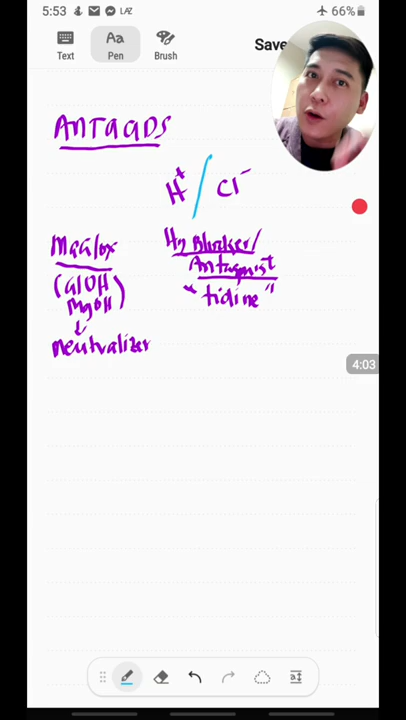 5:53
LAZ
66%
Text
Pen
Brush
Save
ANTACIDS
H+ / Cl-
Maalox
(AlOH
MgOH)
neutralizer
H2 Blocker/
Antagonist
"tidine"
4:03